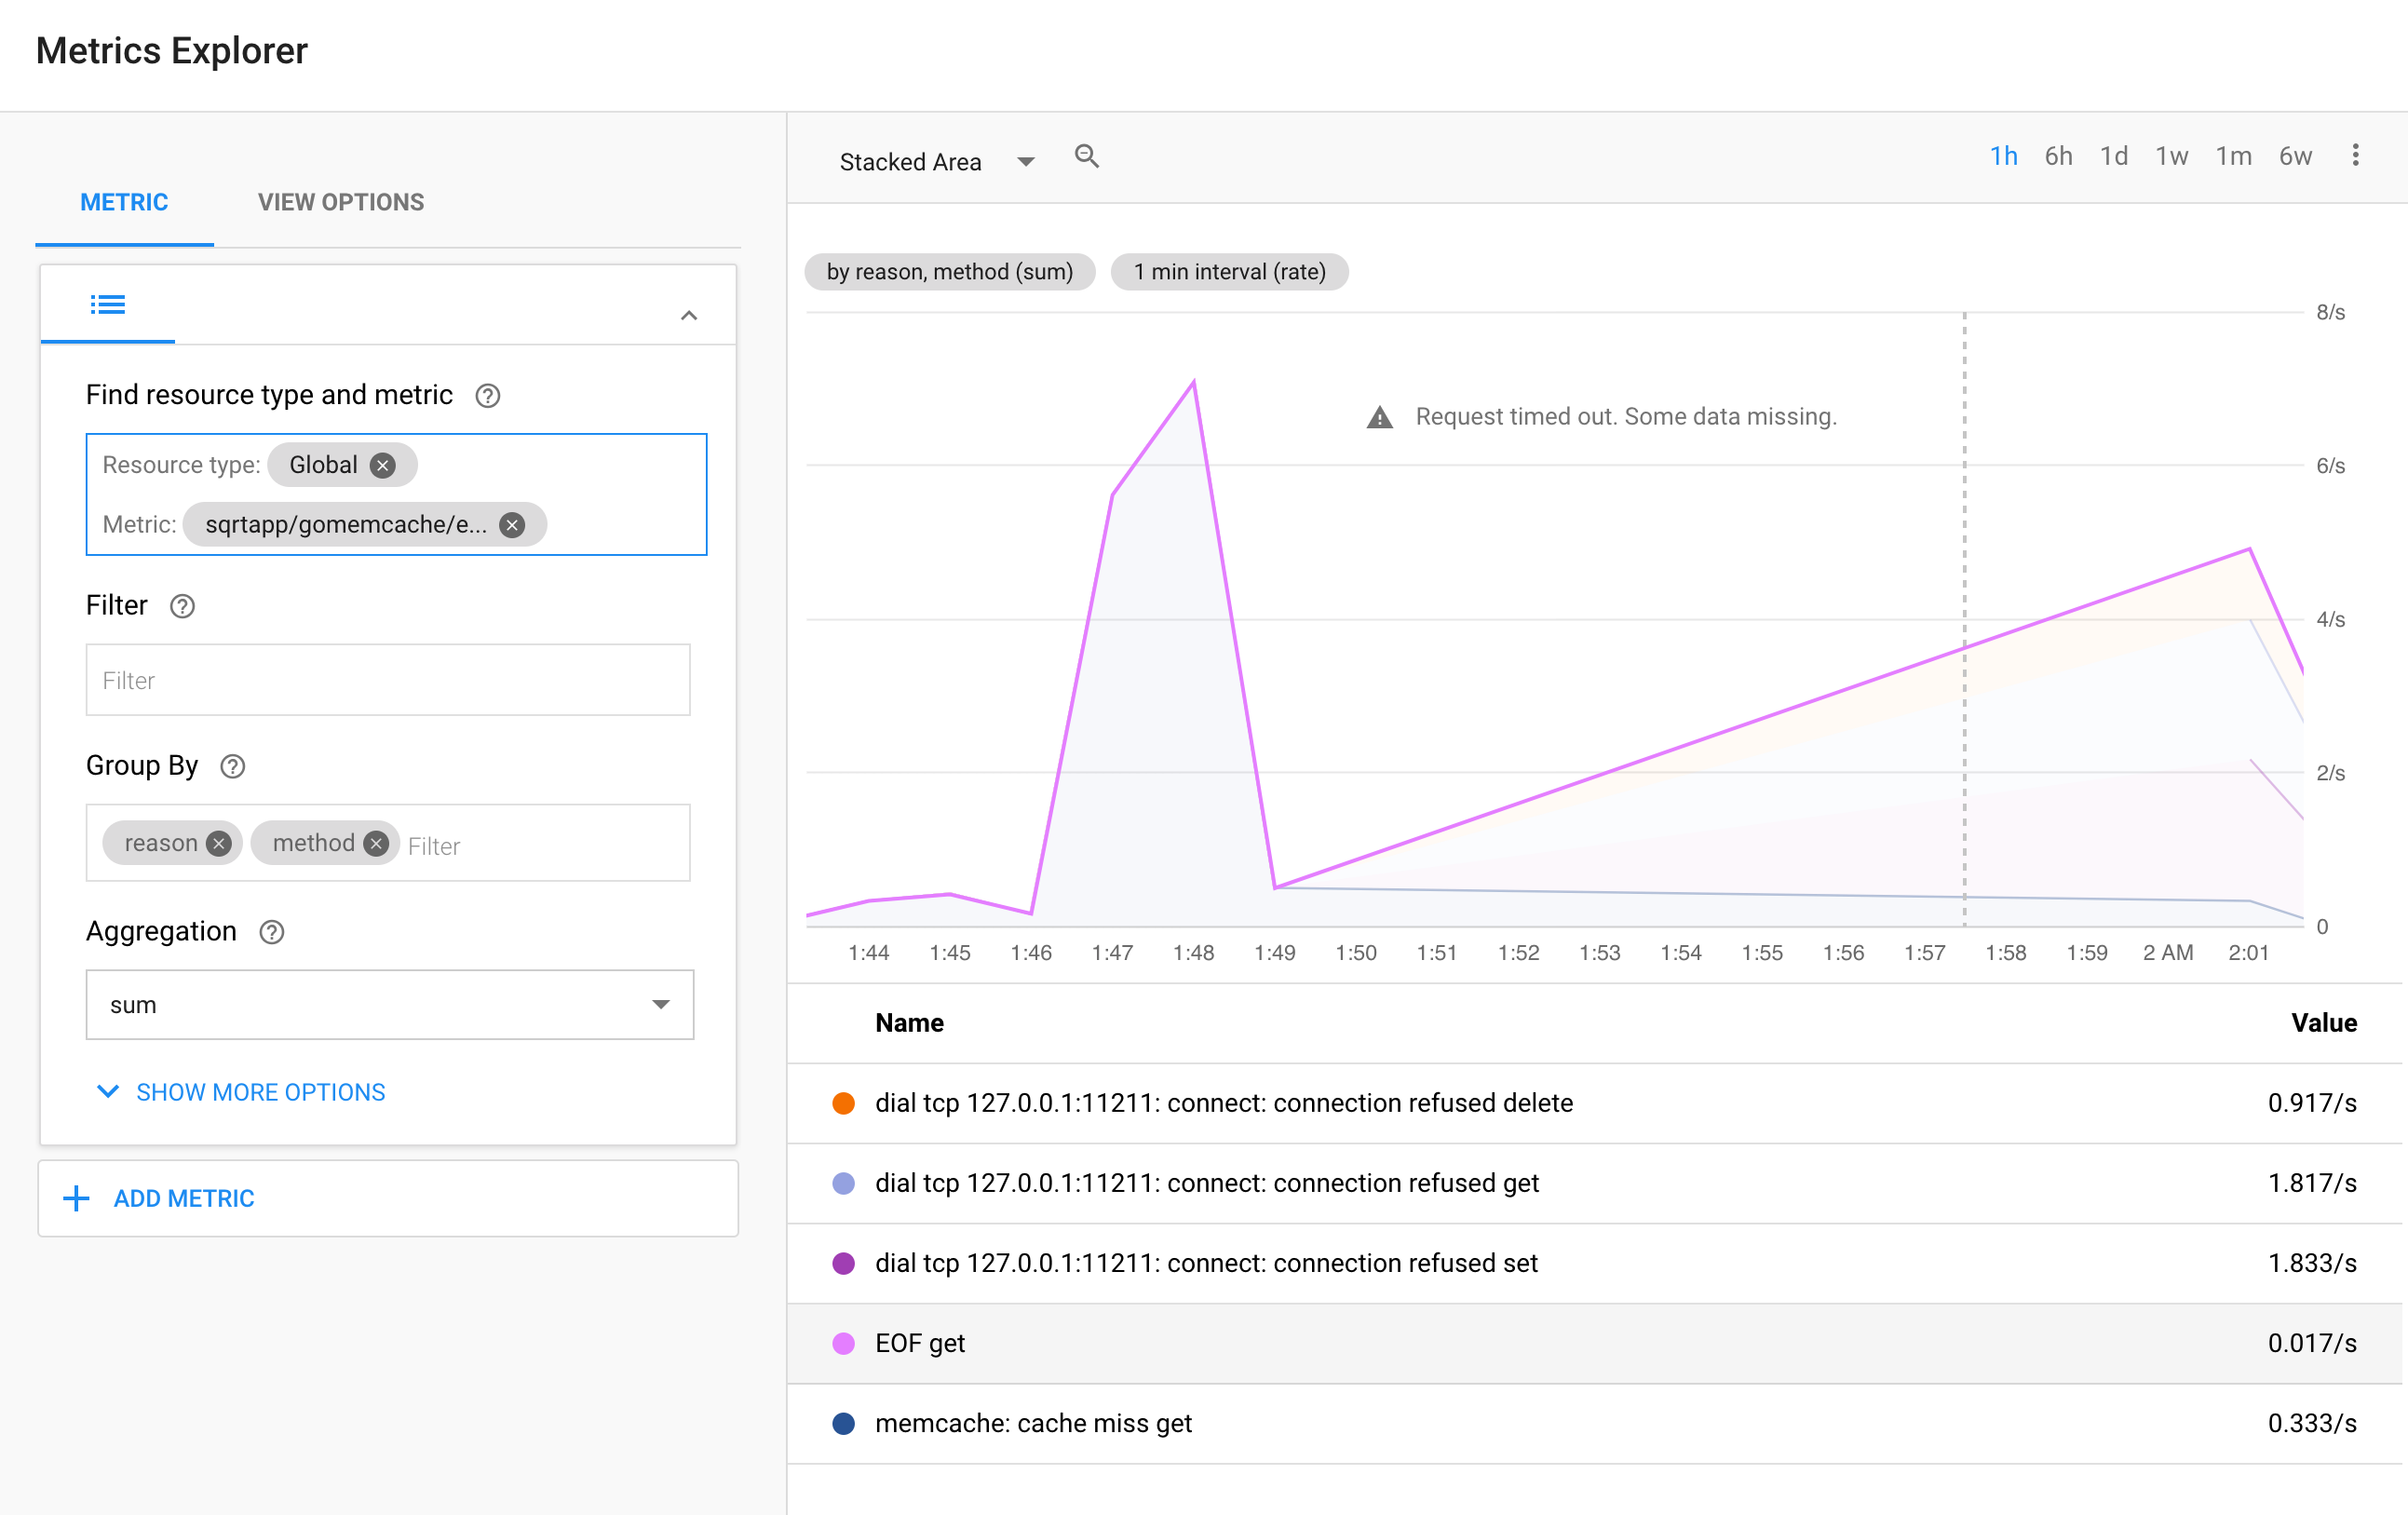 Metrics Explorer
METRIC VIEW OPTIONS
Find resource type and metric
Resource type: Global
Metric: sqrtapp/gomemcache/e...
Filter
Filter
Group By
reason method Filter
Aggregation
sum
SHOW MORE OPTIONS
ADD METRIC
Stacked Area 1h 6h 1d 1w 1m 6w
by reason, method (sum) 1 min interval (rate)
8/s
Request timed out. Some data missing.
6/s
4/s
2/s
0
1:44 1:45 1:46 1:47 1:48 1:49 1:50 1:51 1:52 1:53 1:54 1:55 1:56 1:57 1:58 1:59 2 AM 2:01
Name Value
dial tcp 127.0.0.1:11211: connect: connection refused delete 0.917/s
dial tcp 127.0.0.1:11211: connect: connection refused get 1.817/s
dial tcp 127.0.0.1:11211: connect: connection refused set 1.833/s
EOF get 0.017/s
memcache: cache miss get 0.333/s